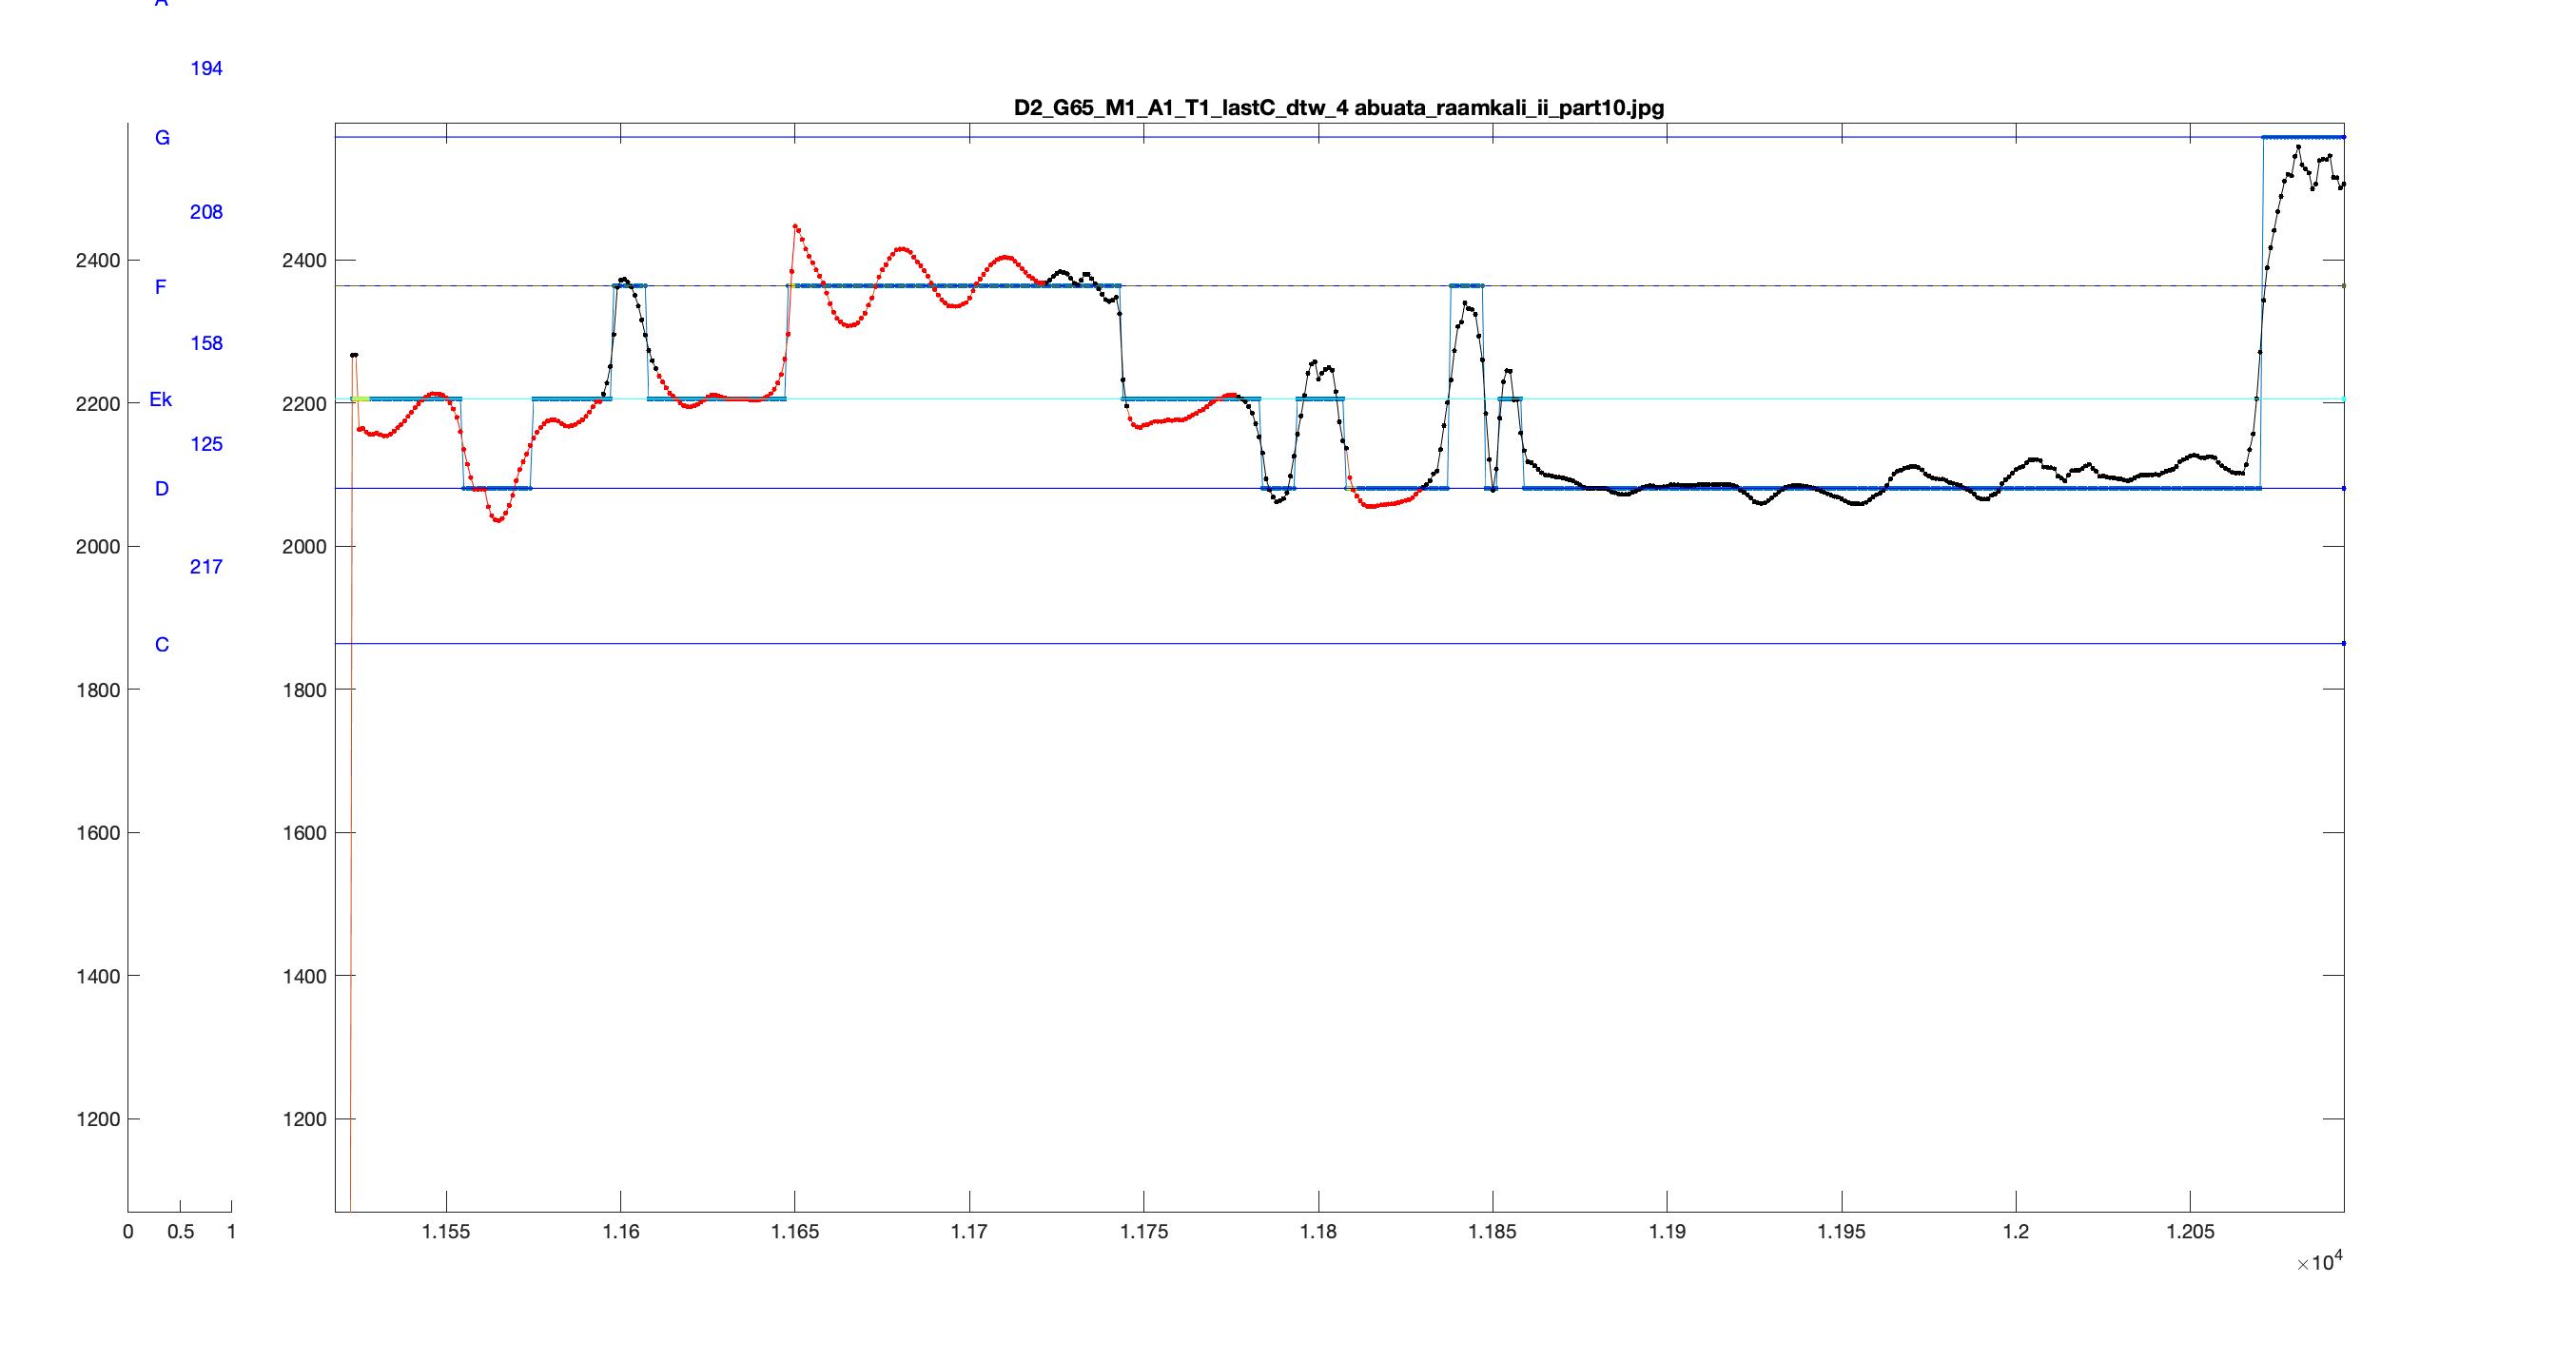 A
194
D2_G65_M1_A1_T1_lastC_dtw_4 abuata_raamkali_ii_part10.jpg
G
208
2400 2400
F
158
2200 Ek 2200
125
D
2000 2000
217
C
1800 1800
1600 1600
1400 1400
1200 1200
0 0.5 1 1.155 1.16 1.165 1.17 1.175 1.18 1.185 1.19 1.195 1.2 1.205
×10^4